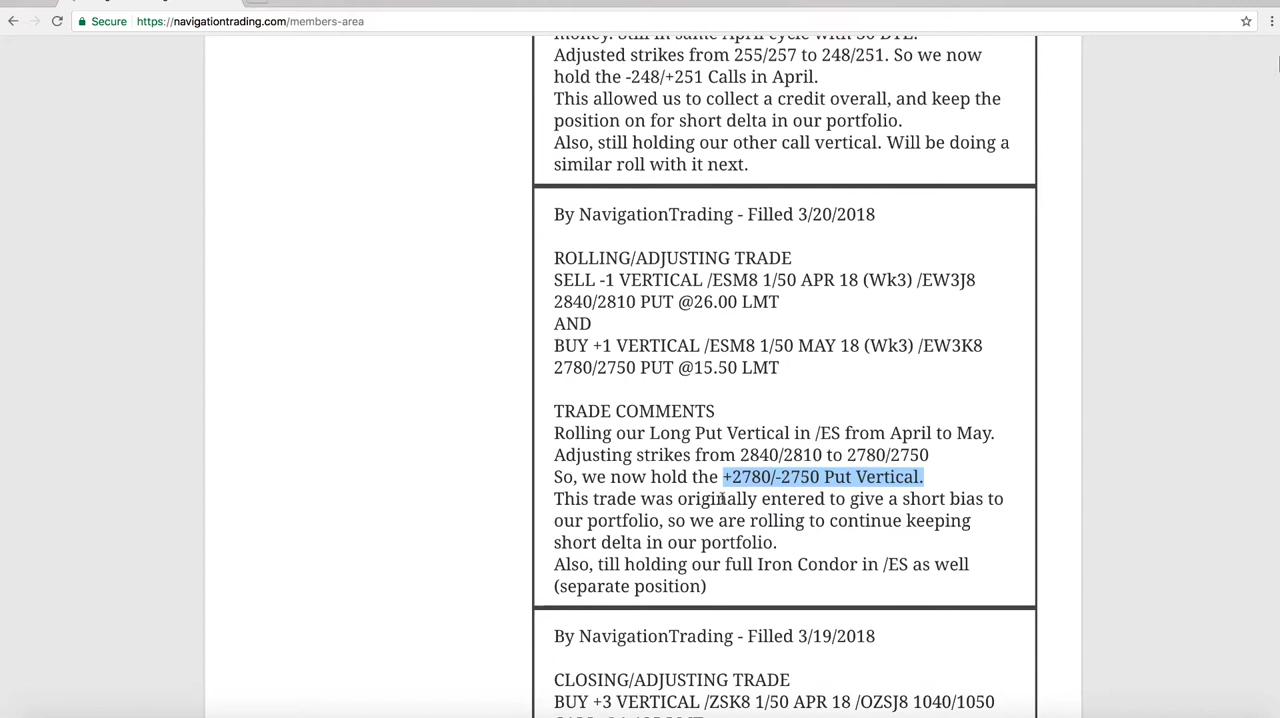 Secure https://navigationtrading.com/members-area
money. Still in same April cycle with 30 DTE.
Adjusted strikes from 255/257 to 248/251. So we now
hold the -248/+251 Calls in April.
This allowed us to collect a credit overall, and keep the
position on for short delta in our portfolio.
Also, still holding our other call vertical. Will be doing a
similar roll with it next.
By NavigationTrading - Filled 3/20/2018
ROLLING/ADJUSTING TRADE
SELL -1 VERTICAL /ESM8 1/50 APR 18 (Wk3) /EW3J8
2840/2810 PUT @26.00 LMT
AND
BUY +1 VERTICAL /ESM8 1/50 MAY 18 (Wk3) /EW3K8
2780/2750 PUT @15.50 LMT
TRADE COMMENTS
Rolling our Long Put Vertical in /ES from April to May.
Adjusting strikes from 2840/2810 to 2780/2750
So, we now hold the +2780/-2750 Put Vertical.
This trade was originally entered to give a short bias to
our portfolio, so we are rolling to continue keeping
short delta in our portfolio.
Also, till holding our full Iron Condor in /ES as well
(separate position)
By NavigationTrading - Filled 3/19/2018
CLOSING/ADJUSTING TRADE
BUY +3 VERTICAL /ZSK8 1/50 APR 18 /OZSJ8 1040/1050